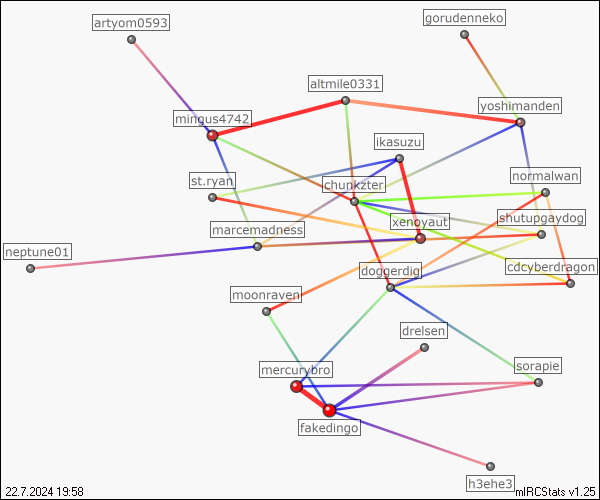 gorudenneko
artyom0593
altmile0331
yoshimanden
mingus4742
ikasuzu
normalwan
st.ryan
chunkzter
shutupgaydog
xenoyaut
marcemadness
neptune01
doggerdig
cdcyberdragon
moonraven
drelsen
mercurybro
sorapie
fakedingo
h3ehe3
22.7.2024 19:58
mIRCStats v1.25